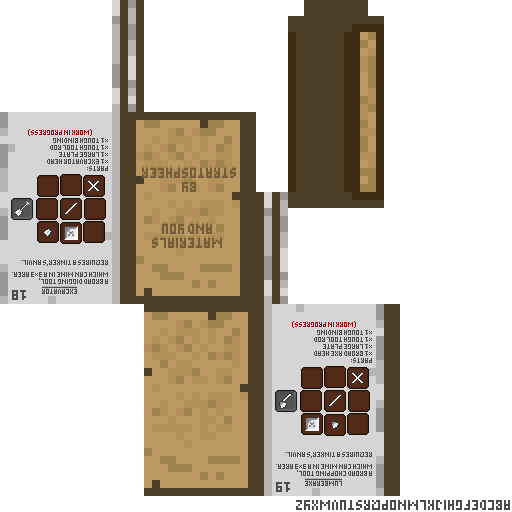 MATERIALS
AND YOU
BY
STRATOSPHEER
18
EXCAVATOR
A BROAD DIGGING TOOL
WHICH CAN MINE IN A 3×3 AREA.
REQUIRES A TINKER'S ANVIL.
PARTS:
×1 EXCAVATOR HEAD
×1 LARGE PLATE
×1 TOUGH TOOL ROD
×1 TOUGH BINDING
(WORK IN PROGRESS)
19
LUMBERAXE
A BROAD CHOPPING TOOL,
WHICH CAN MINE IN A 3×3 AREA.
REQUIRES A TINKER'S ANVIL.
PARTS:
×1 BROAD AXE HEAD
×1 LARGE PLATE
×1 TOUGH TOOL ROD
×1 TOUGH BINDING
(WORK IN PROGRESS)
ABCDEFGHIJKLMNOPQRSTUVWXYZ